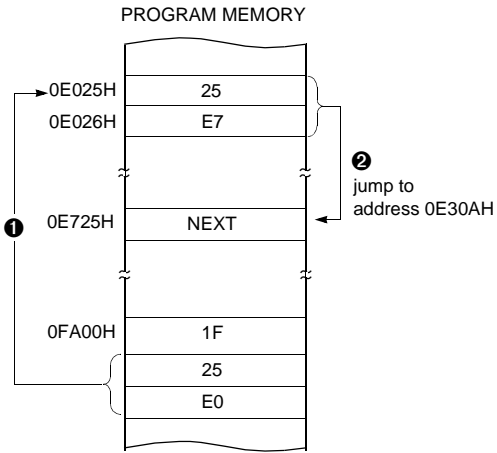 PROGRAM MEMORY
0E025H 25
0E026H E7
❷
jump to
address 0E30AH
❶ 0E725H NEXT
0FA00H 1F
25
E0